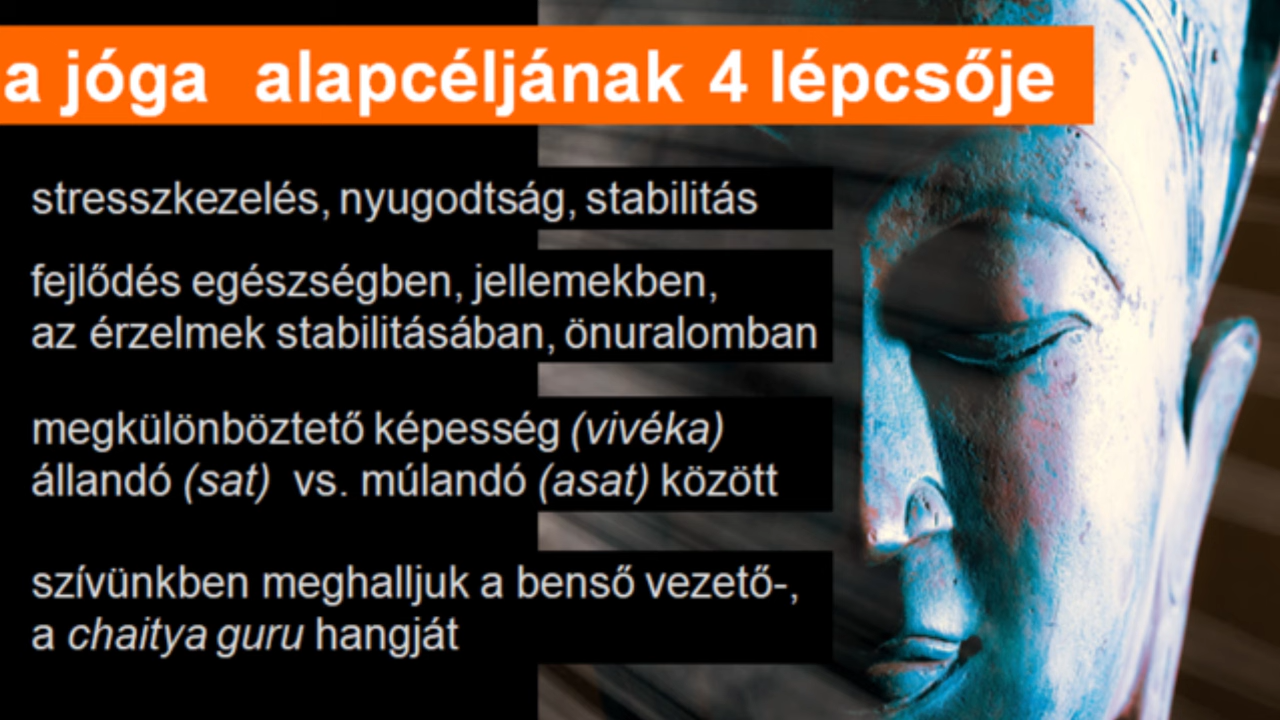 a jóga alapcéljának 4 lépcsője
stresszkezelés, nyugodtság, stabilitás
fejlődés egészségben, jellemekben,
az érzelmek stabilitásában, önuralomban
megkülönböztető képesség (vivéka)
állandó (sat) vs. múlandó (asat) között
szívünkben meghalljuk a benső vezető-,
a chaitya guru hangját